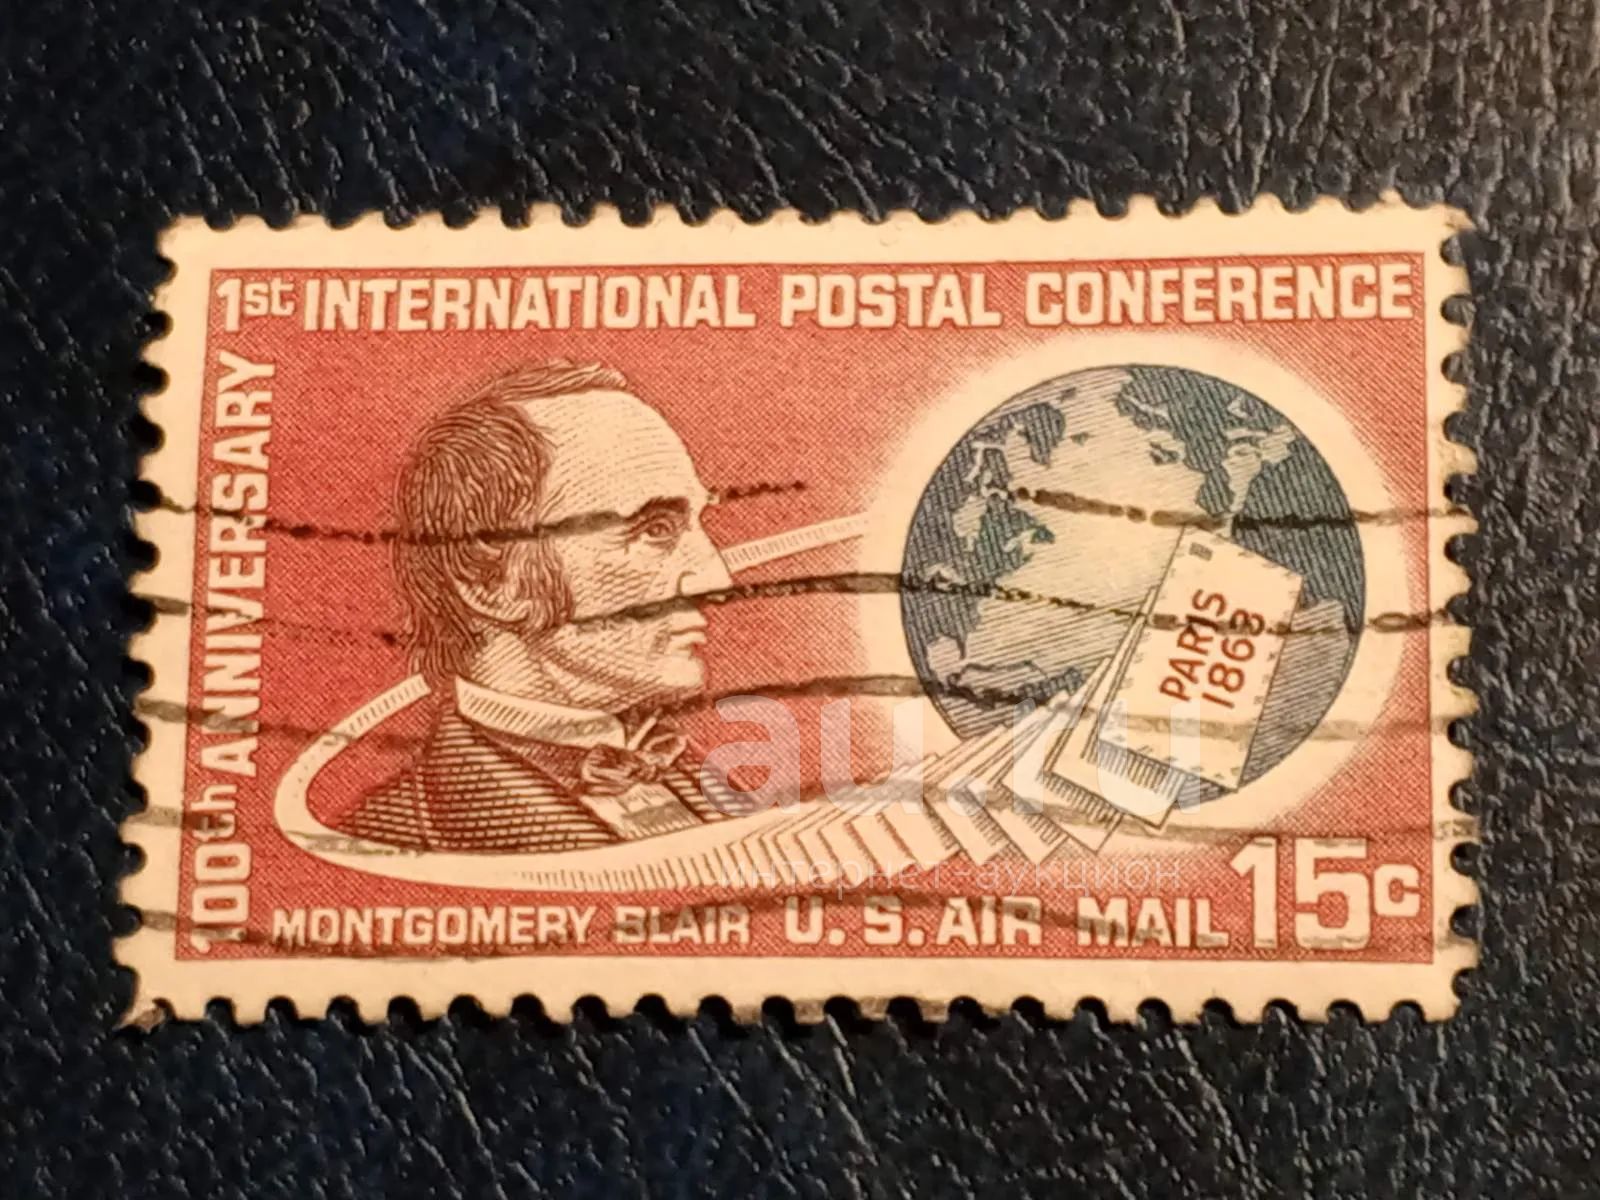 1st INTERNATIONAL POSTAL CONFERENCE
100th ANNIVERSARY
PARIS
1863
MONTGOMERY BLAIR U.S. AIR MAIL 15c
au.ru
интернет-аукцион